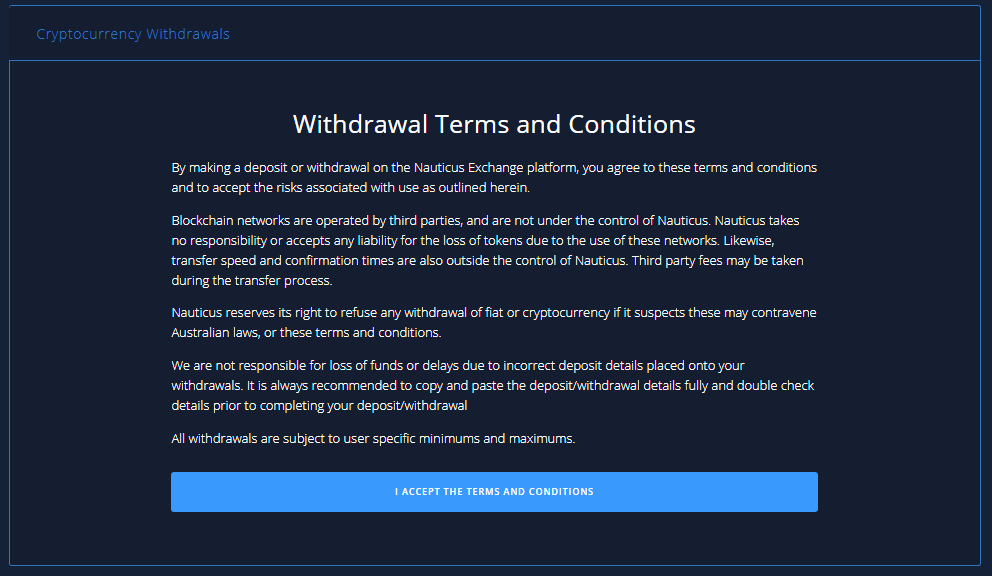 Cryptocurrency Withdrawals
Withdrawal Terms and Conditions
By making a deposit or withdrawal on the Nauticus Exchange platform, you agree to these terms and conditions
and to accept the risks associated with use as outlined herein.
Blockchain networks are operated by third parties, and are not under the control of Nauticus. Nauticus takes
no responsibility or accepts any liability for the loss of tokens due to the use of these networks. Likewise,
transfer speed and confirmation times are also outside the control of Nauticus. Third party fees may be taken
during the transfer process.
Nauticus reserves its right to refuse any withdrawal of fiat or cryptocurrency if it suspects these may contravene
Australian laws, or these terms and conditions.
We are not responsible for loss of funds or delays due to incorrect deposit details placed onto your
withdrawals. It is always recommended to copy and paste the deposit/withdrawal details fully and double check
details prior to completing your deposit/withdrawal
All withdrawals are subject to user specific minimums and maximums.
I ACCEPT THE TERMS AND CONDITIONS